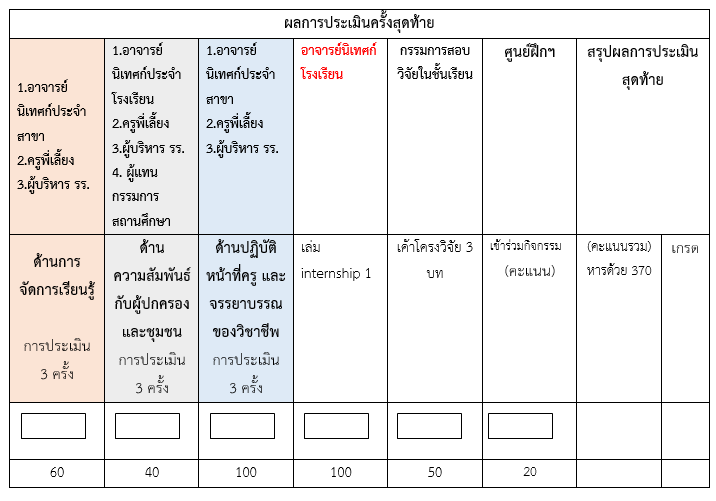 ผลการประเมินครั้งสุดท้าย
1.อาจารย์
นิเทศก์ประจำ
สาขา
2.ครูพี่เลี้ยง
3.ผู้บริหาร รร.
1.อาจารย์
นิเทศก์ประจำ
โรงเรียน
2.ครูพี่เลี้ยง
3.ผู้บริหาร รร.
4. ผู้แทน
กรรมการ
สถานศึกษา
1.อาจารย์
นิเทศก์ประจำ
สาขา
2.ครูพี่เลี้ยง
3.ผู้บริหาร รร.
อาจารย์นิเทศก์
โรงเรียน
กรรมการสอบ
วิจัยในชั้นเรียน
ศูนย์ฝึกฯ
สรุปผลการประเมิน
สุดท้าย
ด้านการ
จัดการเรียนรู้
การประเมิน
3 ครั้ง
ด้าน
ความสัมพันธ์
กับผู้ปกครอง
และชุมชน
การประเมิน
3 ครั้ง
ด้านปฏิบัติ
หน้าที่ครู และ
จรรยาบรรณ
ของวิชาชีพ
การประเมิน
3 ครั้ง
เล่ม
internship 1
เค้าโครงวิจัย 3
บท
เข้าร่วมกิจกรรม
(คะแนน)
(คะแนนรวม)
หารด้วย 370
เกรด
60
40
100
100
50
20